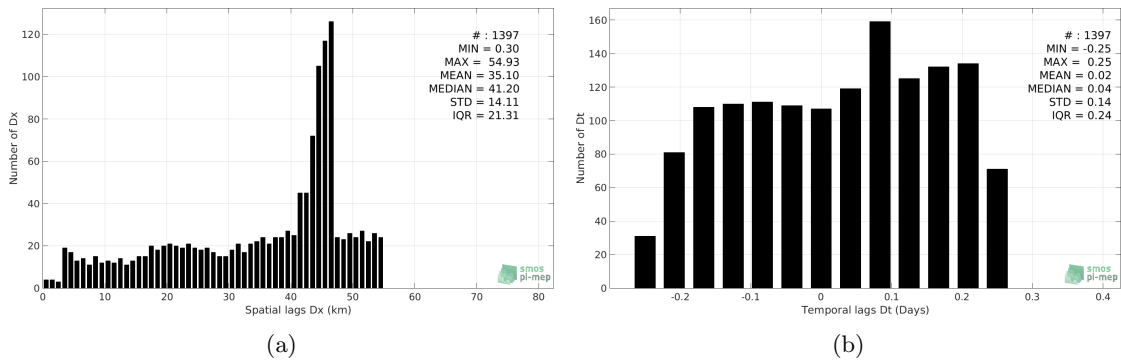 120
100
80
60
40
20
0
Number of Dx
# : 1397
MIN = 0.30
MAX = 54.93
MEAN = 35.10
MEDIAN = 41.20
STD = 14.11
IQR = 21.31
smos
pi-mep
0 10 20 30 40 50 60 70 80
Spatial lags Dx (km)
(a)
160
140
120
100
80
60
40
20
0
Number of Dt
# : 1397
MIN = -0.25
MAX = 0.25
MEAN = 0.02
MEDIAN = 0.04
STD = 0.14
IQR = 0.24
smos
pi-mep
-0.2 -0.1 0 0.1 0.2 0.3 0.4
Temporal lags Dt (Days)
(b)